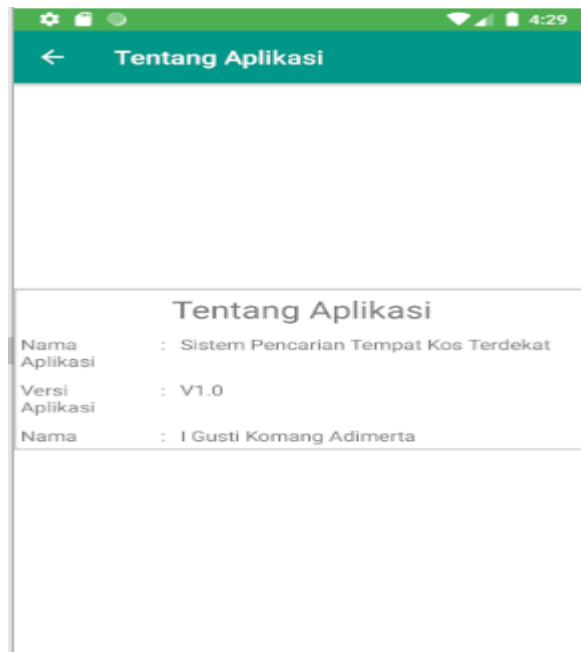 4:29
Tentang Aplikasi
Tentang Aplikasi
Nama : Sistem Pencarian Tempat Kos Terdekat
Aplikasi
Versi : V1.0
Aplikasi
Nama : I Gusti Komang Adimerta